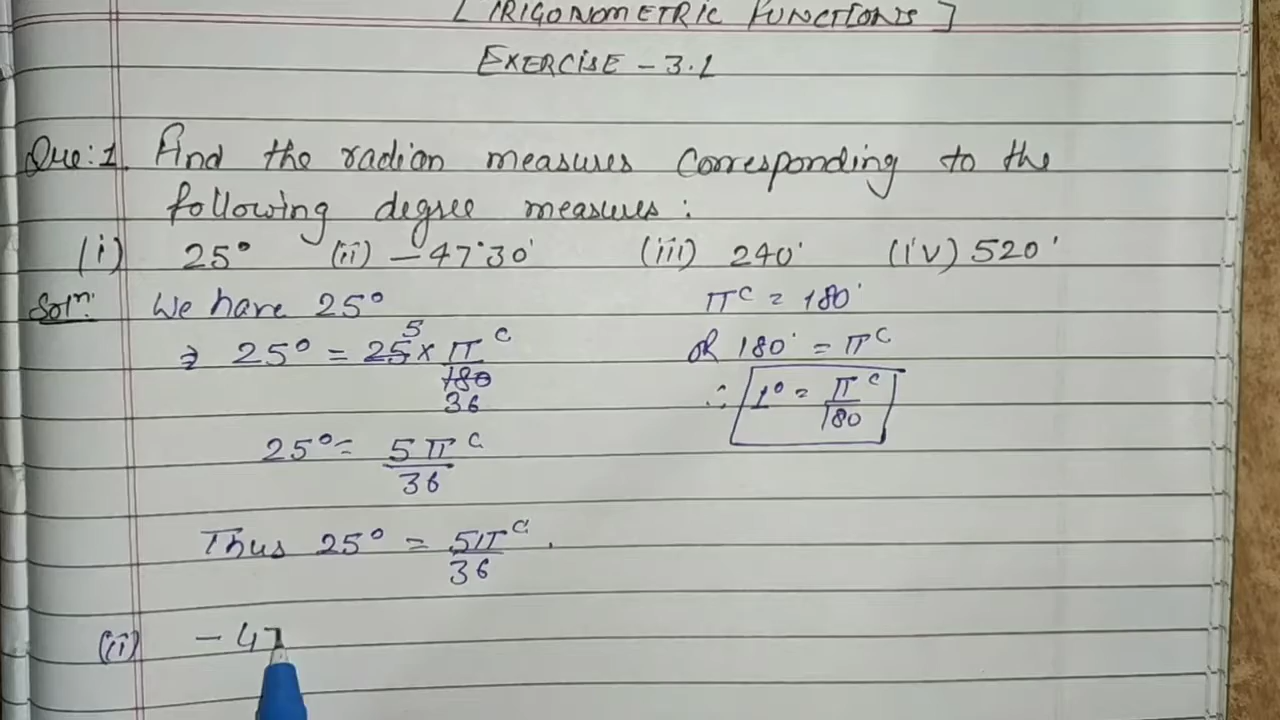 [ TRIGONOMETRIC FUNCTIONS ]
EXERCISE - 3.1
Que:1. Find the radian measures corresponding to the
following degree measures :
(i) 25° (ii) -47°30' (iii) 240° (iv) 520°
Solⁿ: We have 25°
πᶜ = 180°
⇒ 25° = 25 5 × π/180 36 ᶜ
or 180° = πᶜ
∴ 1° = π/180 ᶜ
25° = 5π/36 ᶜ
Thus 25° = 5π/36 ᶜ.
(ii) -47